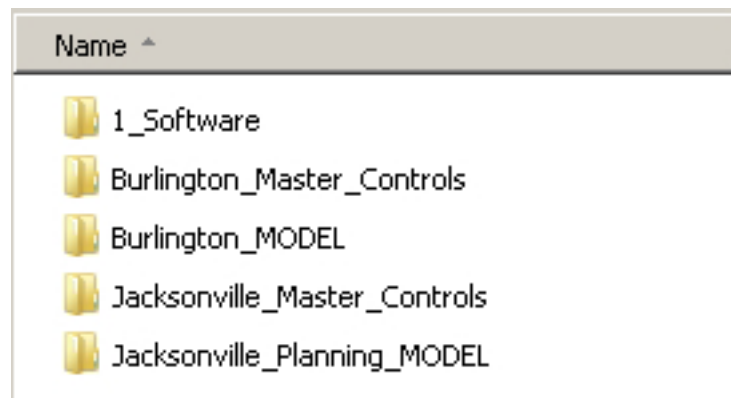 Name
1_Software
Burlington_Master_Controls
Burlington_MODEL
Jacksonville_Master_Controls
Jacksonville_Planning_MODEL